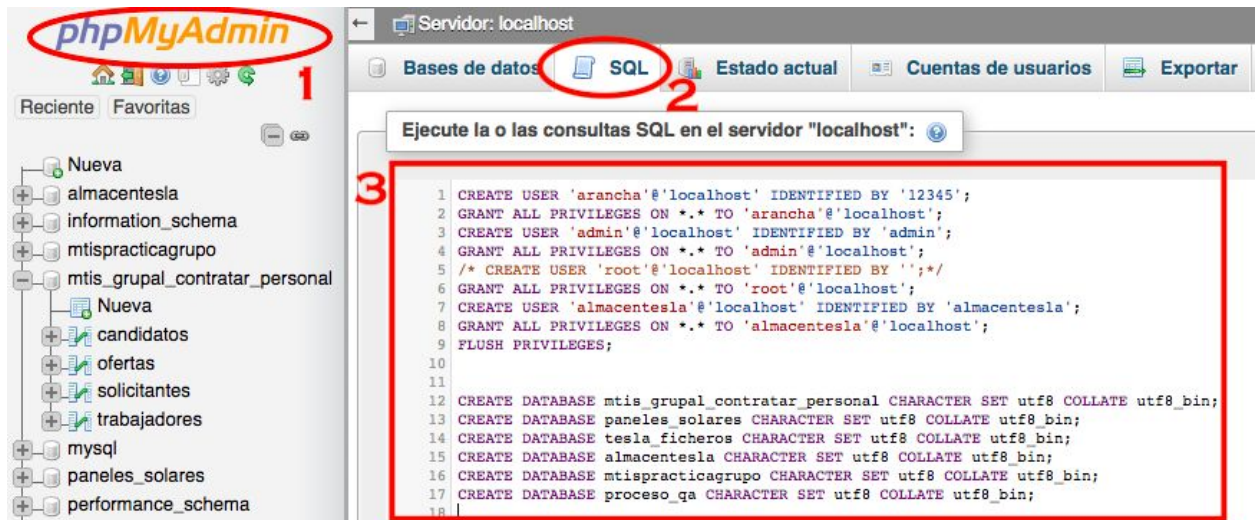 phpMyAdmin
1
Reciente Favoritas
Nueva
almacentesla
information_schema
mtispracticagrupo
mtis_grupal_contratar_personal
Nueva
candidatos
ofertas
solicitantes
trabajadores
mysql
paneles_solares
performance_schema
Servidor: localhost
Bases de datos SQL Estado actual Cuentas de usuarios Exportar
2
Ejecute la o las consultas SQL en el servidor "localhost":
3
1 CREATE USER 'arancha'@'localhost' IDENTIFIED BY '12345';
2 GRANT ALL PRIVILEGES ON *.* TO 'arancha'@'localhost';
3 CREATE USER 'admin'@'localhost' IDENTIFIED BY 'admin';
4 GRANT ALL PRIVILEGES ON *.* TO 'admin'@'localhost';
5 /* CREATE USER 'root'@'localhost' IDENTIFIED BY '';*/
6 GRANT ALL PRIVILEGES ON *.* TO 'root'@'localhost';
7 CREATE USER 'almacentesla'@'localhost' IDENTIFIED BY 'almacentesla';
8 GRANT ALL PRIVILEGES ON *.* TO 'almacentesla'@'localhost';
9 FLUSH PRIVILEGES;
10
11
12 CREATE DATABASE mtis_grupal_contratar_personal CHARACTER SET utf8 COLLATE utf8_bin;
13 CREATE DATABASE paneles_solares CHARACTER SET utf8 COLLATE utf8_bin;
14 CREATE DATABASE tesla_ficheros CHARACTER SET utf8 COLLATE utf8_bin;
15 CREATE DATABASE almacentesla CHARACTER SET utf8 COLLATE utf8_bin;
16 CREATE DATABASE mtispracticagrupo CHARACTER SET utf8 COLLATE utf8_bin;
17 CREATE DATABASE proceso_qa CHARACTER SET utf8 COLLATE utf8_bin;
18